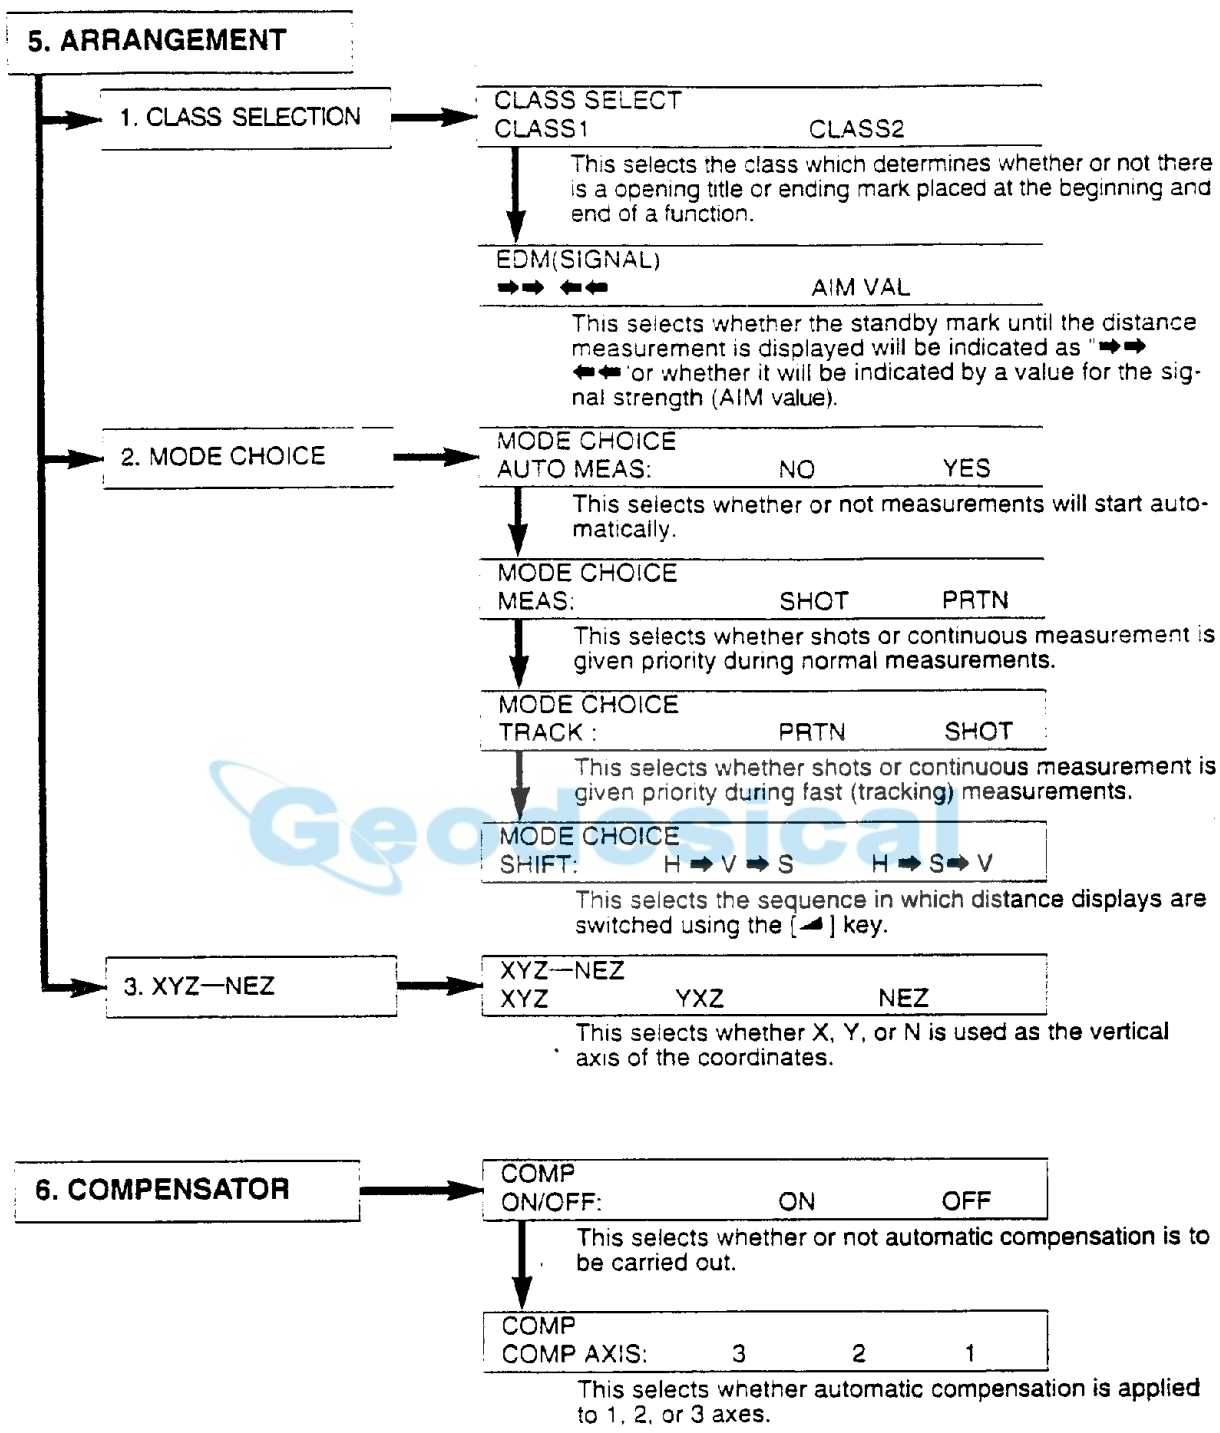 5. ARRANGEMENT
1. CLASS SELECTION
CLASS SELECT
CLASS1 CLASS2
This selects the class which determines whether or not there
is a opening title or ending mark placed at the beginning and
end of a function.
EDM(SIGNAL)
➡➡ ⬅⬅ AIM VAL
This selects whether the standby mark until the distance
measurement is displayed will be indicated as "➡➡
⬅⬅ 'or whether it will be indicated by a value for the sig-
nal strength (AIM value).
2. MODE CHOICE
MODE CHOICE
AUTO MEAS: NO YES
This selects whether or not measurements will start auto-
matically.
MODE CHOICE
MEAS: SHOT PRTN
This selects whether shots or continuous measurement is
given priority during normal measurements.
MODE CHOICE
TRACK : PRTN SHOT
This selects whether shots or continuous measurement is
given priority during fast (tracking) measurements.
Geodesical
MODE CHOICE
SHIFT: H ➡ V ➡ S H ➡ S ➡ V
This selects the sequence in which distance displays are
switched using the [◢] key.
3. XYZ—NEZ
XYZ—NEZ
XYZ YXZ NEZ
This selects whether X, Y, or N is used as the vertical
axis of the coordinates.
6. COMPENSATOR
COMP
ON/OFF: ON OFF
This selects whether or not automatic compensation is to
be carried out.
COMP
COMP AXIS: 3 2 1
This selects whether automatic compensation is applied
to 1, 2, or 3 axes.